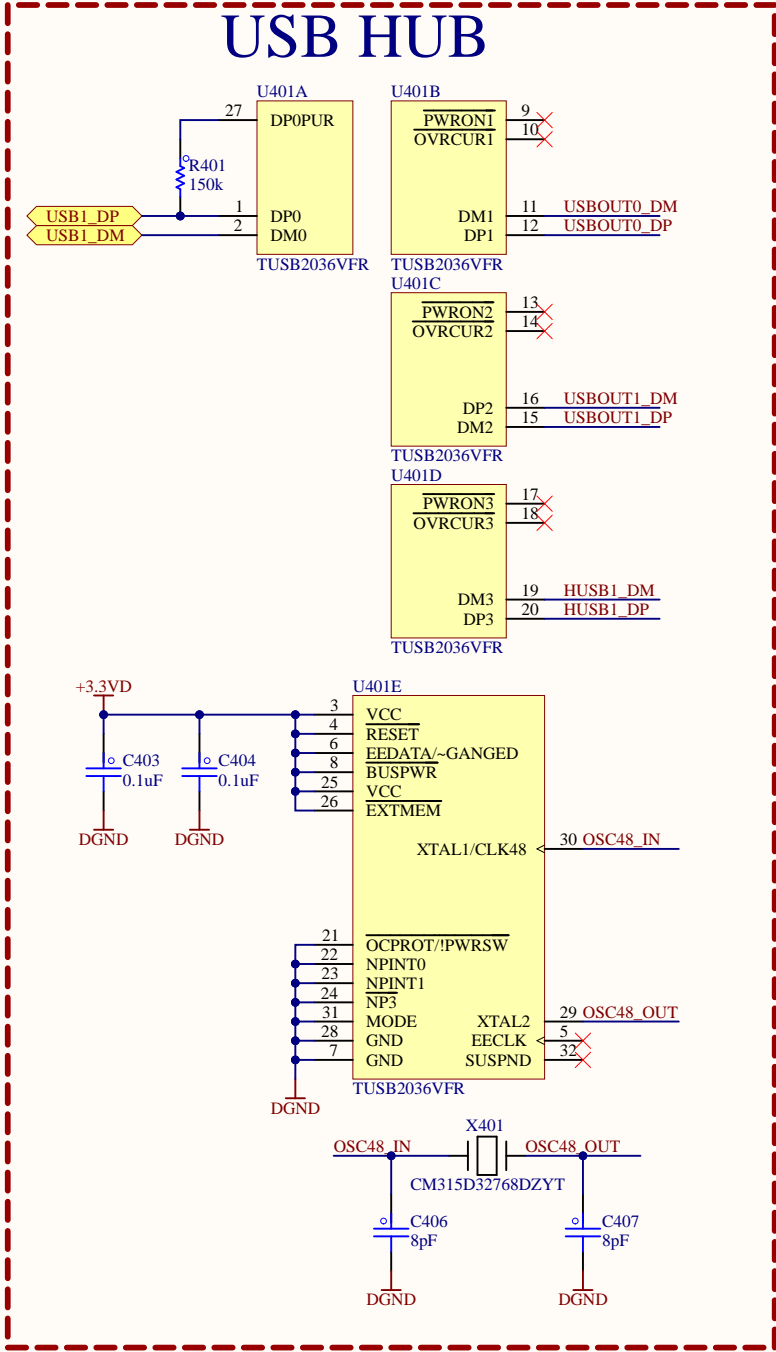 USB HUB
U401A
27 DP0PUR
R401
150k
USB1_DP 1 DP0
USB1_DM 2 DM0
TUSB2036VFR
U401B
PWRON1 9
OVRCUR1 10
DM1 11 USBOUT0_DM
DP1 12 USBOUT0_DP
TUSB2036VFR
U401C
PWRON2 13
OVRCUR2 14
DP2 16 USBOUT1_DM
DM2 15 USBOUT1_DP
TUSB2036VFR
U401D
PWRON3 17
OVRCUR3 18
DM3 19 HUSB1_DM
DP3 20 HUSB1_DP
TUSB2036VFR
+3.3VD
C403
0.1uF
DGND
C404
0.1uF
DGND
U401E
3 VCC
4 RESET
6 EEDATA/~GANGED
8 BUSPWR
25 VCC
26 EXTMEM
XTAL1/CLK48 30 OSC48_IN
21 OCPROT/!PWRSW
22 NPINT0
23 NPINT1
24 NP3
31 MODE
28 GND
7 GND
XTAL2 29 OSC48_OUT
EECLK 5
SUSPND 32
TUSB2036VFR
DGND
X401
OSC48_IN OSC48_OUT
CM315D32768DZYT
C406
8pF
DGND
C407
8pF
DGND